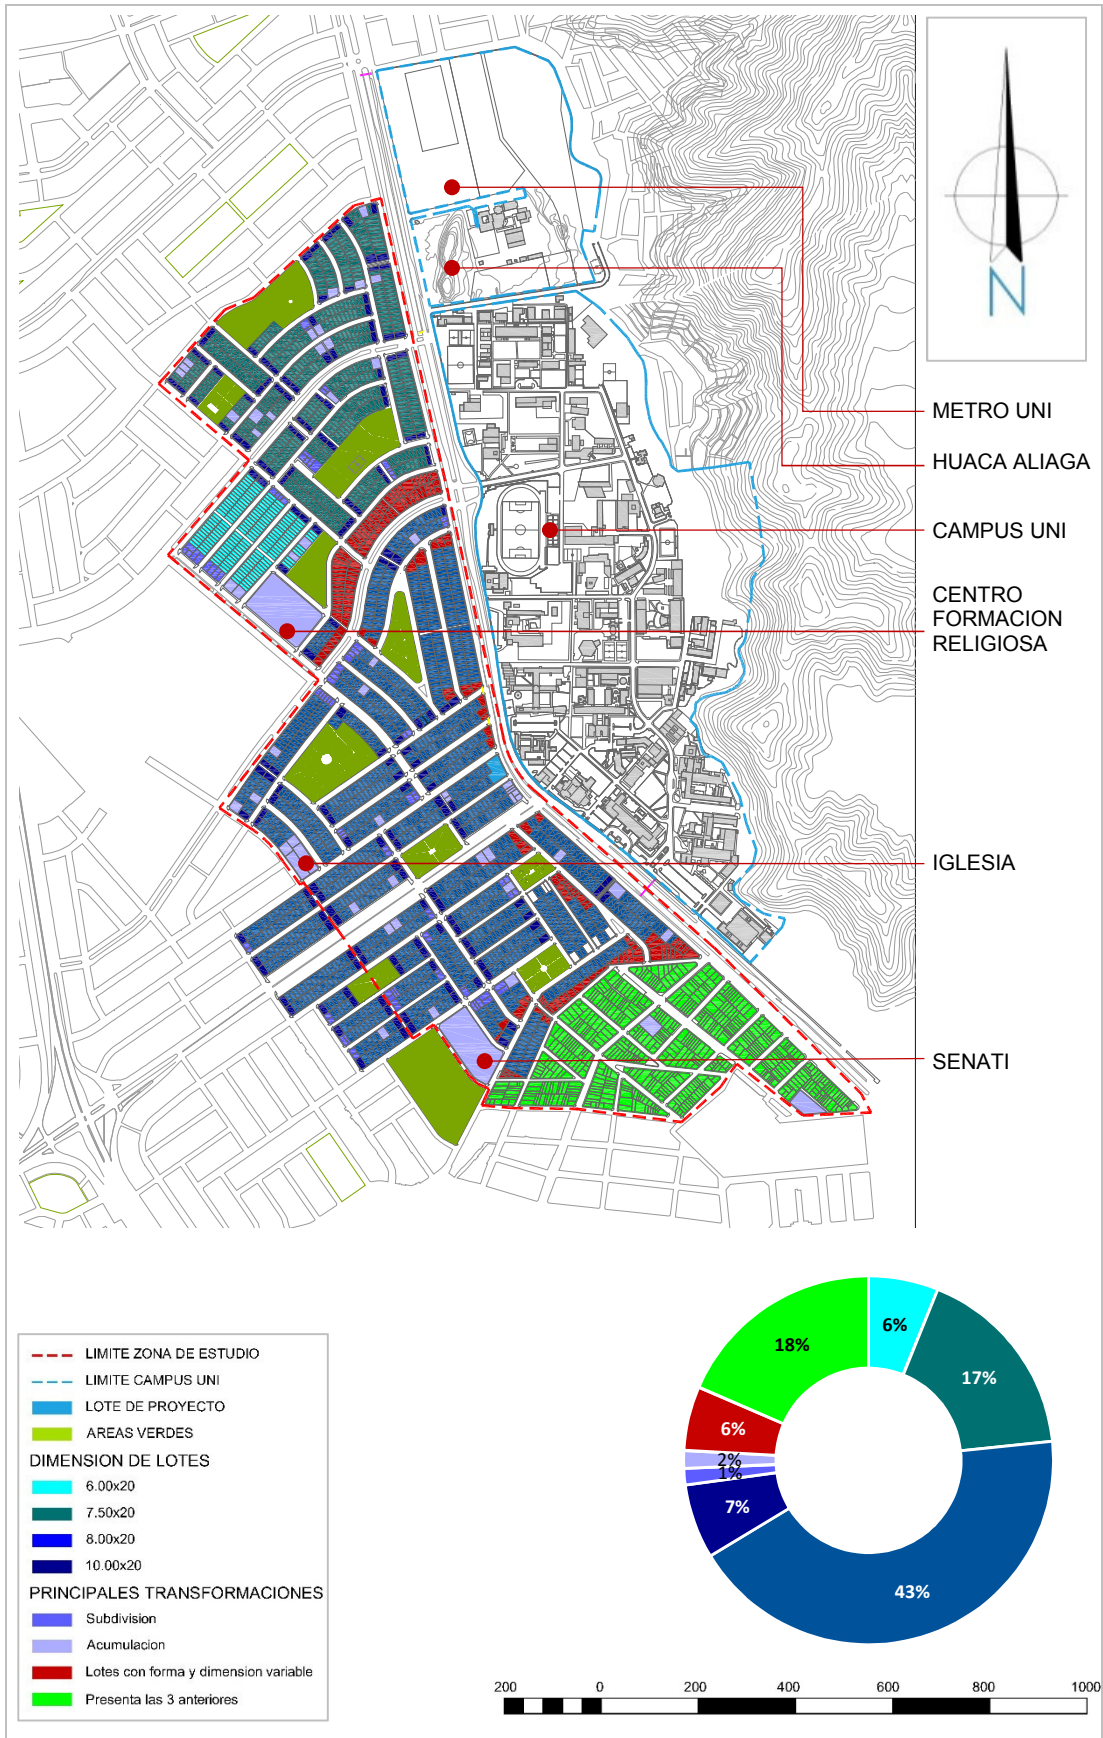 N
METRO UNI
HUACA ALIAGA
CAMPUS UNI
CENTRO
FORMACION
RELIGIOSA
IGLESIA
SENATI
LIMITE ZONA DE ESTUDIO
LIMITE CAMPUS UNI
LOTE DE PROYECTO
AREAS VERDES
DIMENSION DE LOTES
6.00x20
7.50x20
8.00x20
10.00x20
PRINCIPALES TRANSFORMACIONES
Subdivision
Acumulacion
Lotes con forma y dimension variable
Presenta las 3 anteriores
6%
17%
43%
7%
1%
2%
6%
18%
200 0 200 400 600 800 1000